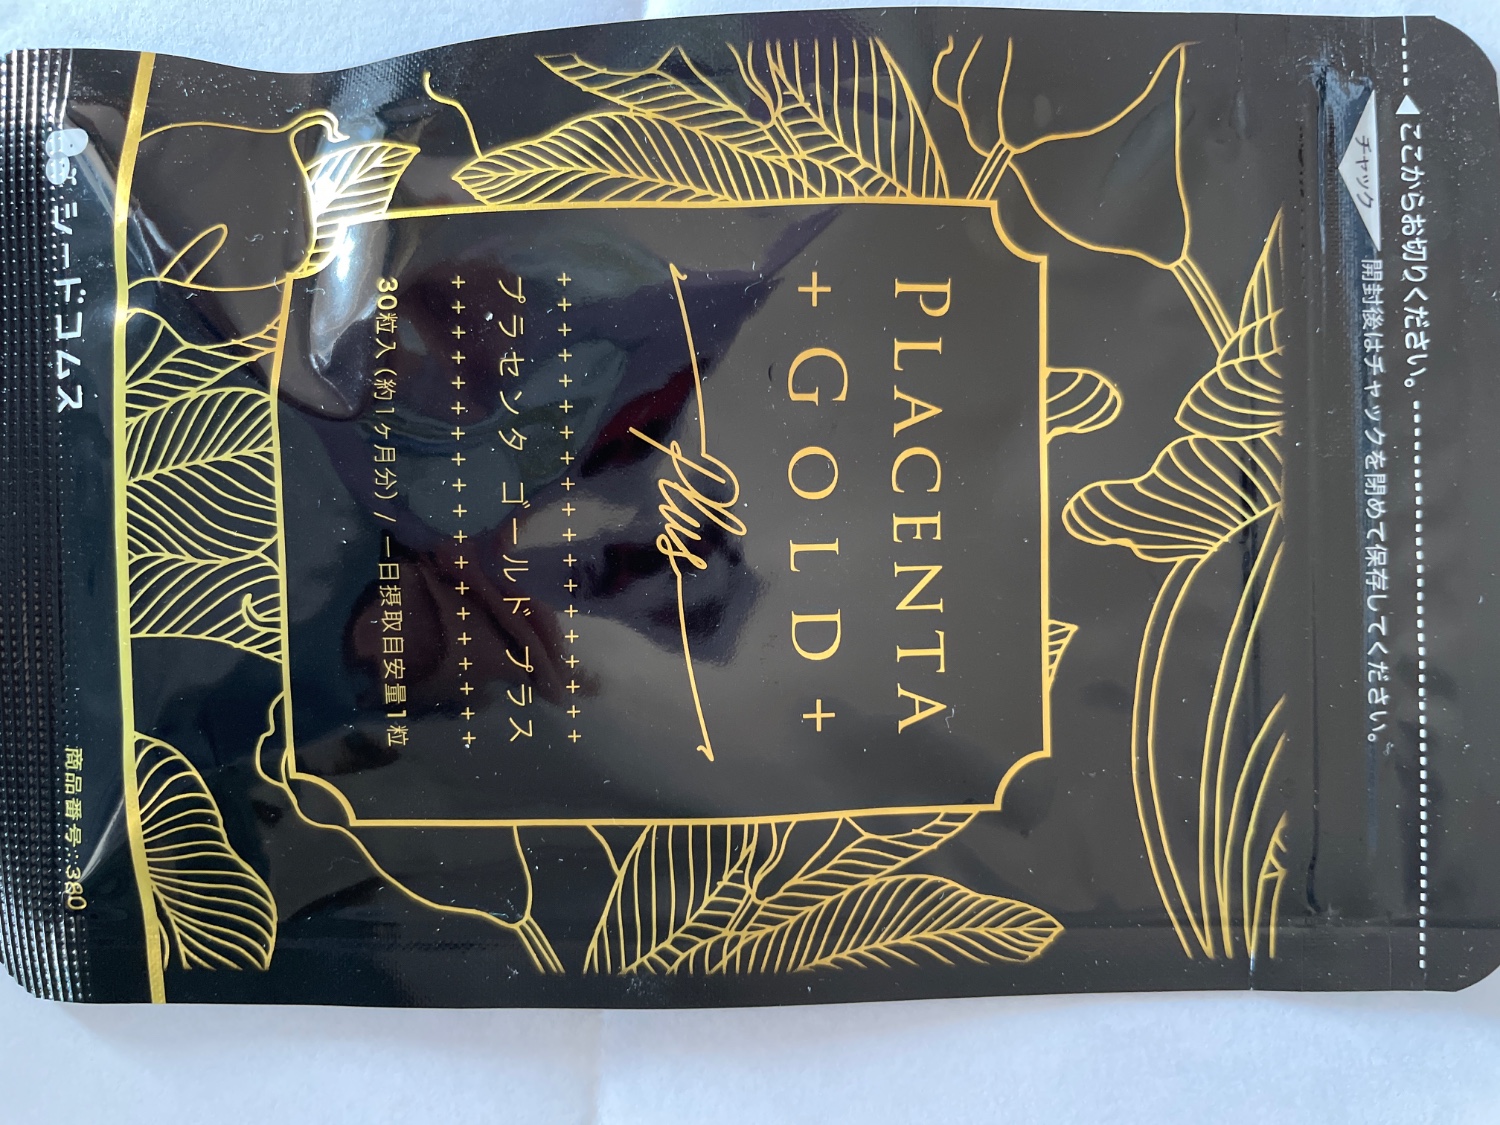 ◀ここからお切りください。
チャック
開封後はチャックを閉めて保存してください。
PLACENTA
+GOLD+
Plus
+++++++++++++++++++
プラセンタ ゴールド プラス
+++++++++++++++++++
30粒入（約1ヶ月分）/ 一日摂取目安量1粒
シードコムス
商品番号:360